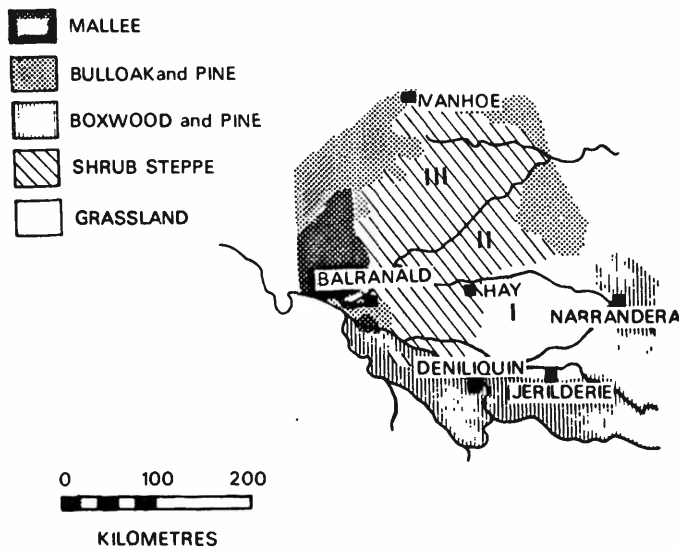 MALLEE
BULLOAK and PINE
BOXWOOD and PINE
SHRUB STEPPE
GRASSLAND
IVANHOE
III
II
BALRANALD
HAY
I
NARRANDERA
DENILIQUIN
JERILDERIE
0 100 200
KILOMETRES